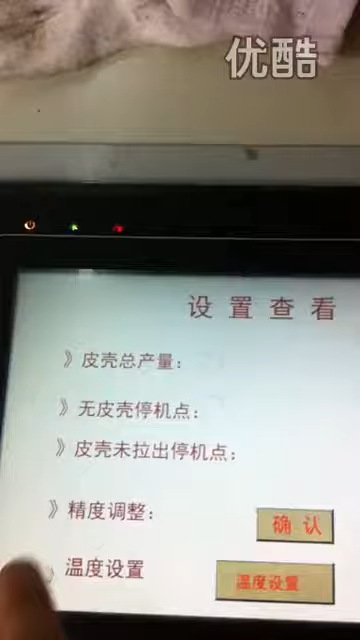 优酷
设置查看
》皮壳总产量：
》无皮壳停机点：
》皮壳未拉出停机点：
》精度调整： 确认
》温度设置 温度设置